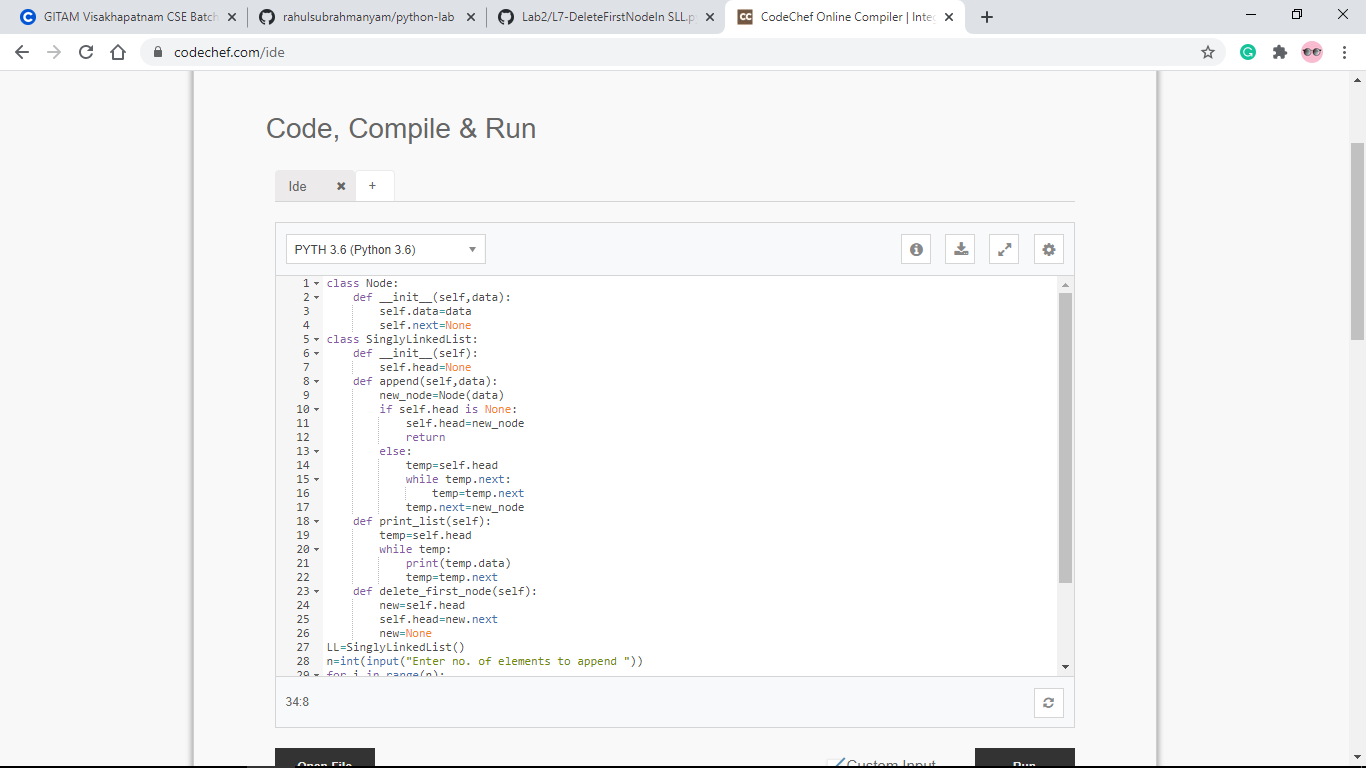 GITAM Visakhapatnam CSE Batch
rahulsubrahmanyam/python-lab
Lab2/L7-DeleteFirstNodeIn SLL.p
CC CodeChef Online Compiler | Inte
codechef.com/ide
Code, Compile & Run
Ide
PYTH 3.6 (Python 3.6)
1 class Node:
2 def __init__(self,data):
3 self.data=data
4 self.next=None
5 class SinglyLinkedList:
6 def __init__(self):
7 self.head=None
8 def append(self,data):
9 new_node=Node(data)
10 if self.head is None:
11 self.head=new_node
12 return
13 else:
14 temp=self.head
15 while temp.next:
16 temp=temp.next
17 temp.next=new_node
18 def print_list(self):
19 temp=self.head
20 while temp:
21 print(temp.data)
22 temp=temp.next
23 def delete_first_node(self):
24 new=self.head
25 self.head=new.next
26 new=None
27 LL=SinglyLinkedList()
28 n=int(input("Enter no. of elements to append "))
29 for i in range(n):
34:8
Open File
Custom Input
Run